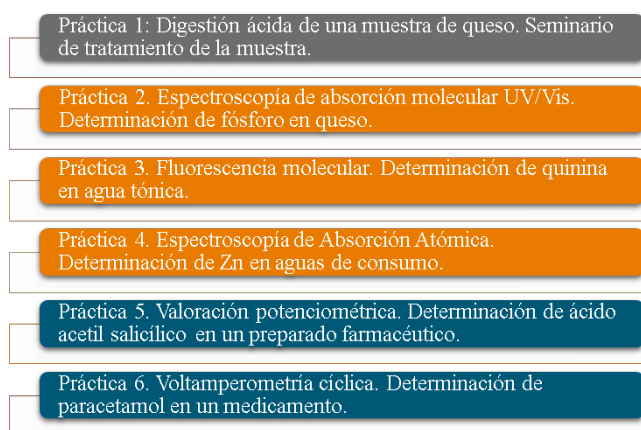 Práctica 1: Digestión ácida de una muestra de queso. Seminario
de tratamiento de la muestra.
Práctica 2. Espectroscopía de absorción molecular UV/Vis.
Determinación de fósforo en queso.
Práctica 3. Fluorescencia molecular. Determinación de quinina
en agua tónica.
Práctica 4. Espectroscopía de Absorción Atómica.
Determinación de Zn en aguas de consumo.
Práctica 5. Valoración potenciométrica. Determinación de ácido
acetil salicílico en un preparado farmacéutico.
Práctica 6. Voltamperometría cíclica. Determinación de
paracetamol en un medicamento.